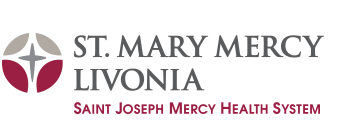 ST. MARY MERCY
LIVONIA
SAINT JOSEPH MERCY HEALTH SYSTEM